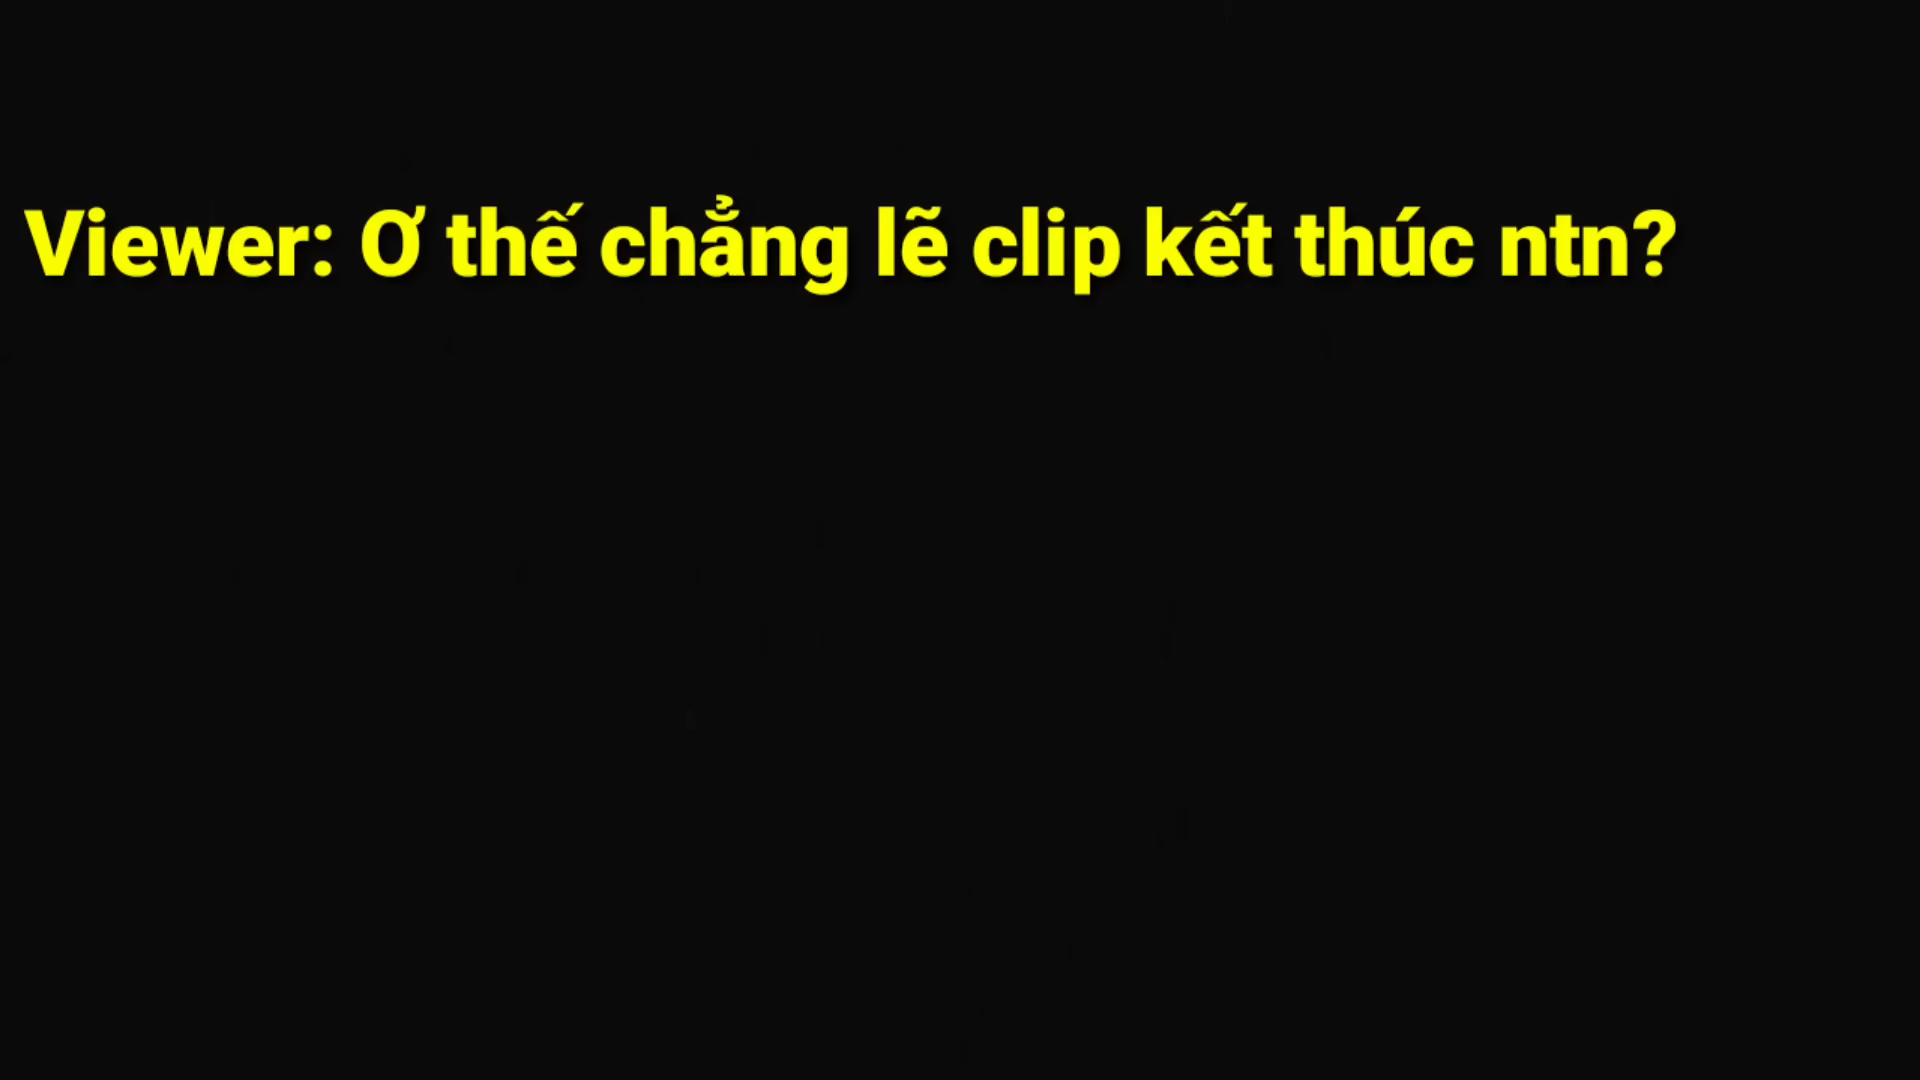 Viewer: Ơ thế chẳng lẽ clip kết thúc ntn?